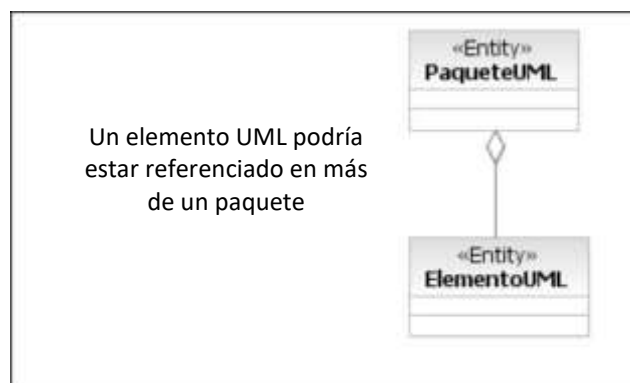 «Entity»
PaqueteUML
Un elemento UML podría
estar referenciado en más
de un paquete
«Entity»
ElementoUML